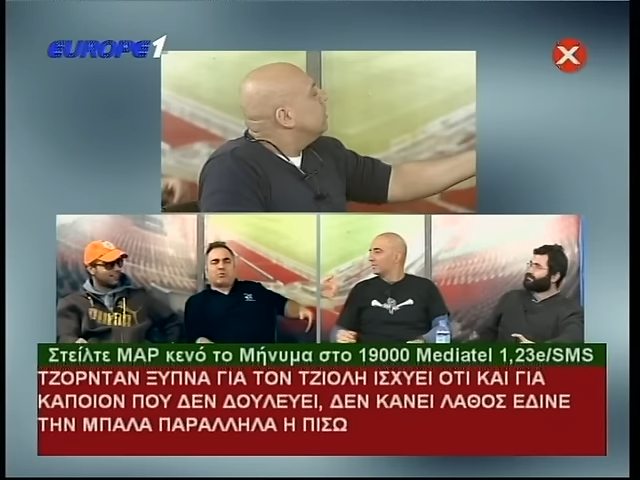 EUROPE1
X
Στείλτε MAP κενό το Μήνυμα στο 19000 Mediatel 1,23e/SMS
ΤΖΟΡΝΤΑΝ ΞΥΠΝΑ ΓΙΑ ΤΟΝ ΤΖΙΟΛΗ ΙΣΧΥΕΙ ΟΤΙ ΚΑΙ ΓΙΑ
ΚΑΠΟΙΟΝ ΠΟΥ ΔΕΝ ΔΟΥΛΕΥΕΙ, ΔΕΝ ΚΑΝΕΙ ΛΑΘΟΣ ΕΔΙΝΕ
ΤΗΝ ΜΠΑΛΑ ΠΑΡΑΛΛΗΛΑ Η ΠΙΣΩ